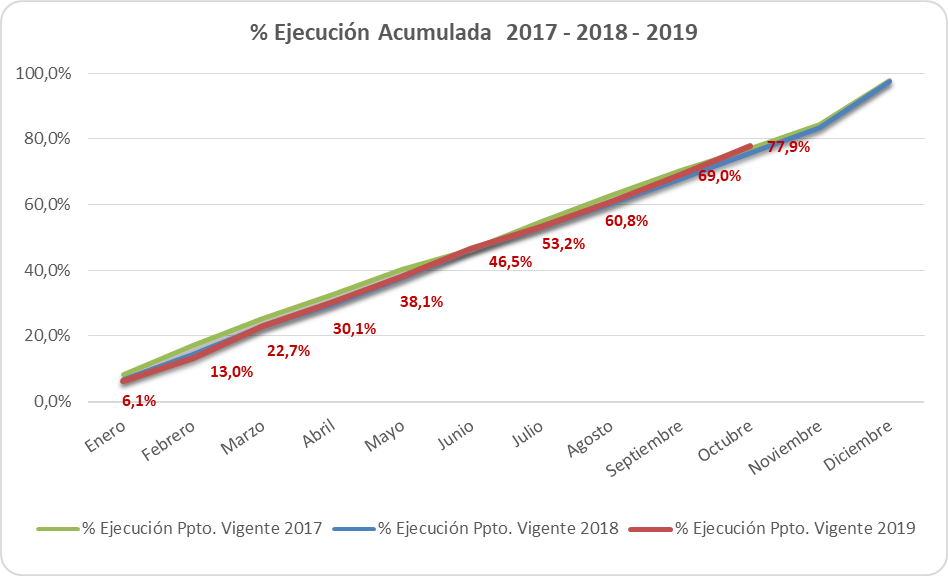 % Ejecución Acumulada 2017 - 2018 - 2019
100,0%
80,0%
60,0%
40,0%
20,0%
0,0%
77,9%
69,0%
60,8%
53,2%
46,5%
38,1%
30,1%
22,7%
13,0%
6,1%
Enero
Febrero
Marzo
Abril
Mayo
Junio
Julio
Agosto
Septiembre
Octubre
Noviembre
Diciembre
% Ejecución Ppto. Vigente 2017
% Ejecución Ppto. Vigente 2018
% Ejecución Ppto. Vigente 2019